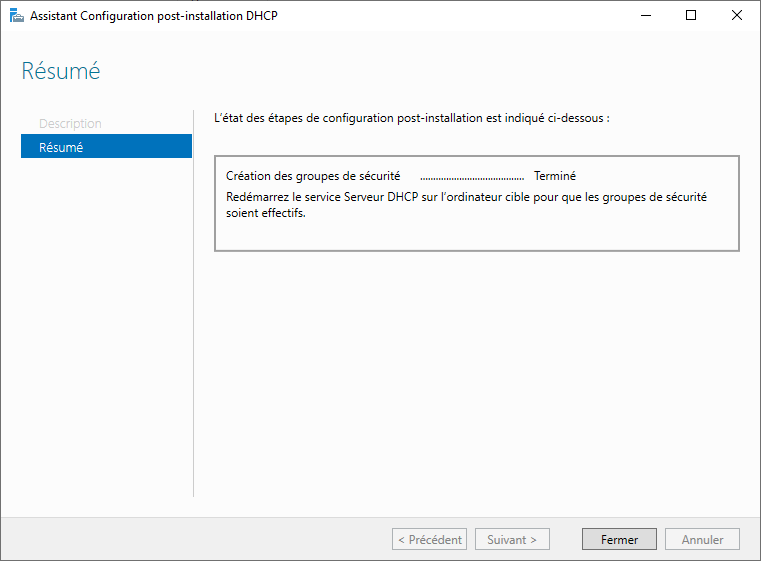 Assistant Configuration post-installation DHCP
Résumé
Description
Résumé
L’état des étapes de configuration post-installation est indiqué ci-dessous :
Création des groupes de sécurité ........................................ Terminé
Redémarrez le service Serveur DHCP sur l’ordinateur cible pour que les groupes de sécurité
soient effectifs.
< Précédent Suivant > Fermer Annuler